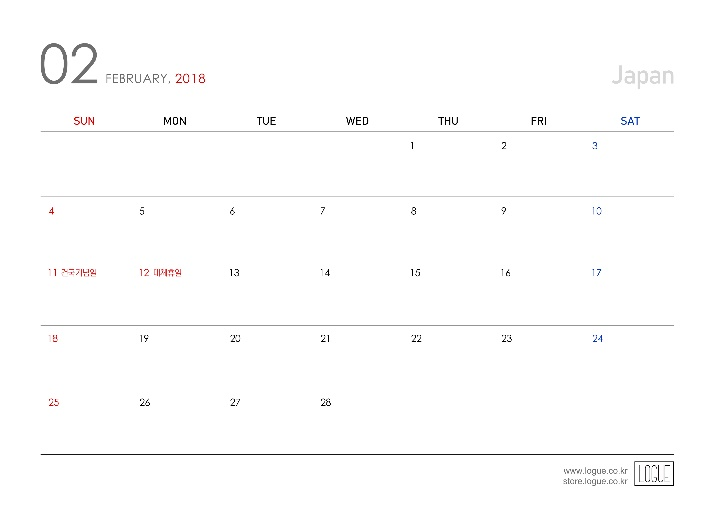 02 FEBRUARY. 2018
Japan
SUN MON TUE WED THU FRI SAT
1 2 3
4 5 6 7 8 9 10
11 건국기념일 12 대체휴일 13 14 15 16 17
18 19 20 21 22 23 24
25 26 27 28
www.logue.co.kr
store.logue.co.kr
LOGUE